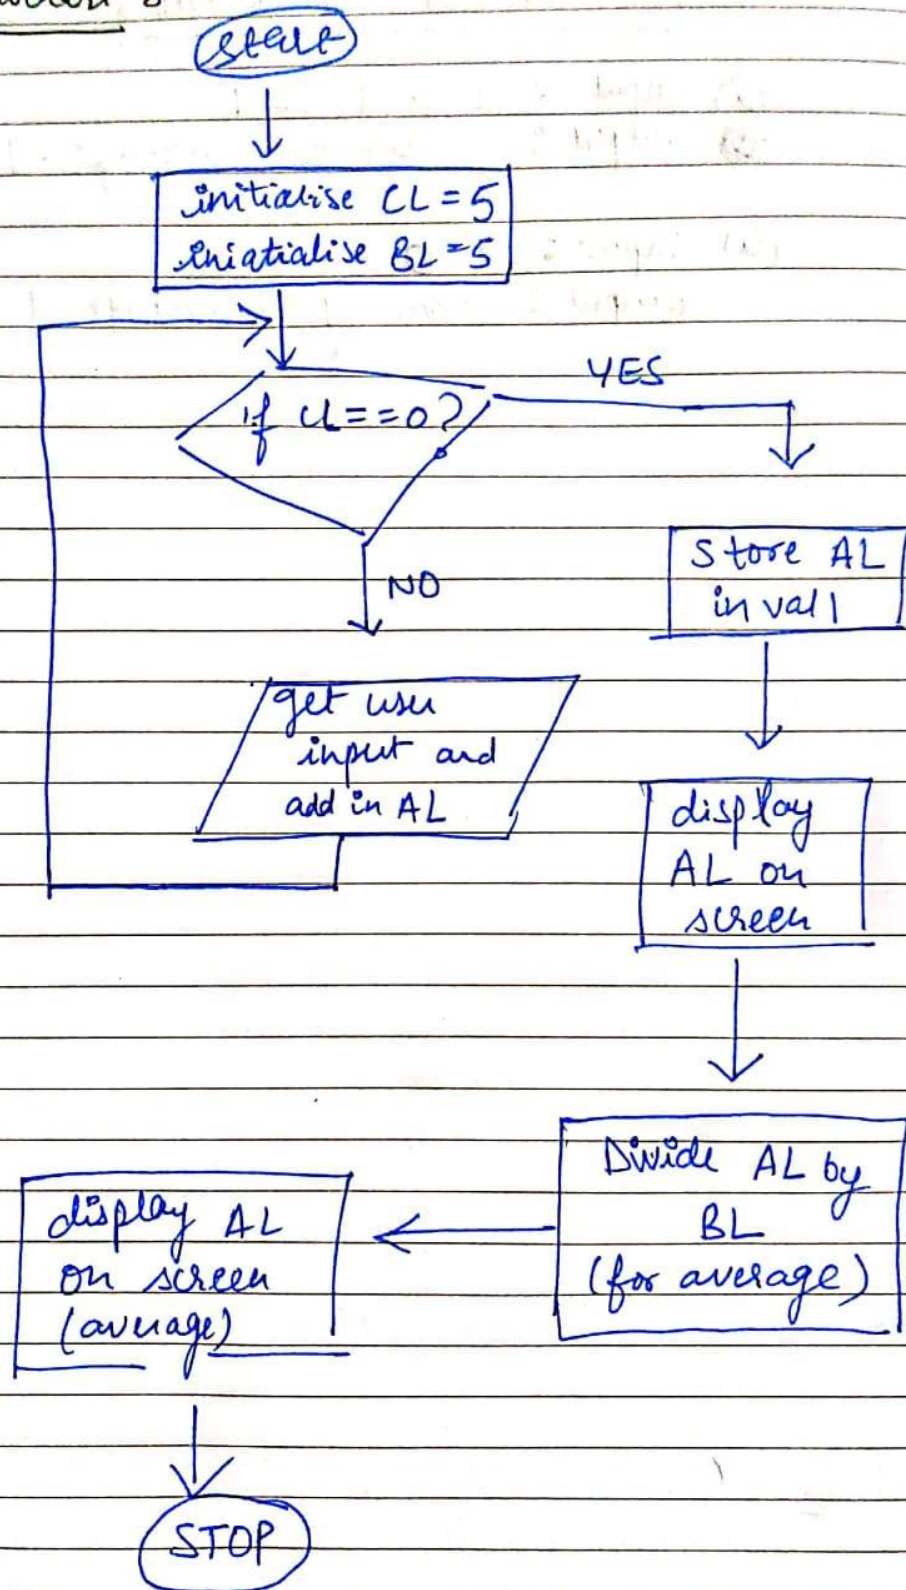 start
initialise CL = 5
iniatialise BL = 5
if CL == 0?
YES
NO
get user
input and
add in AL
Store AL
in val1
display
AL on
screen
Divide AL by
BL
(for average)
display AL
on screen
(average)
STOP